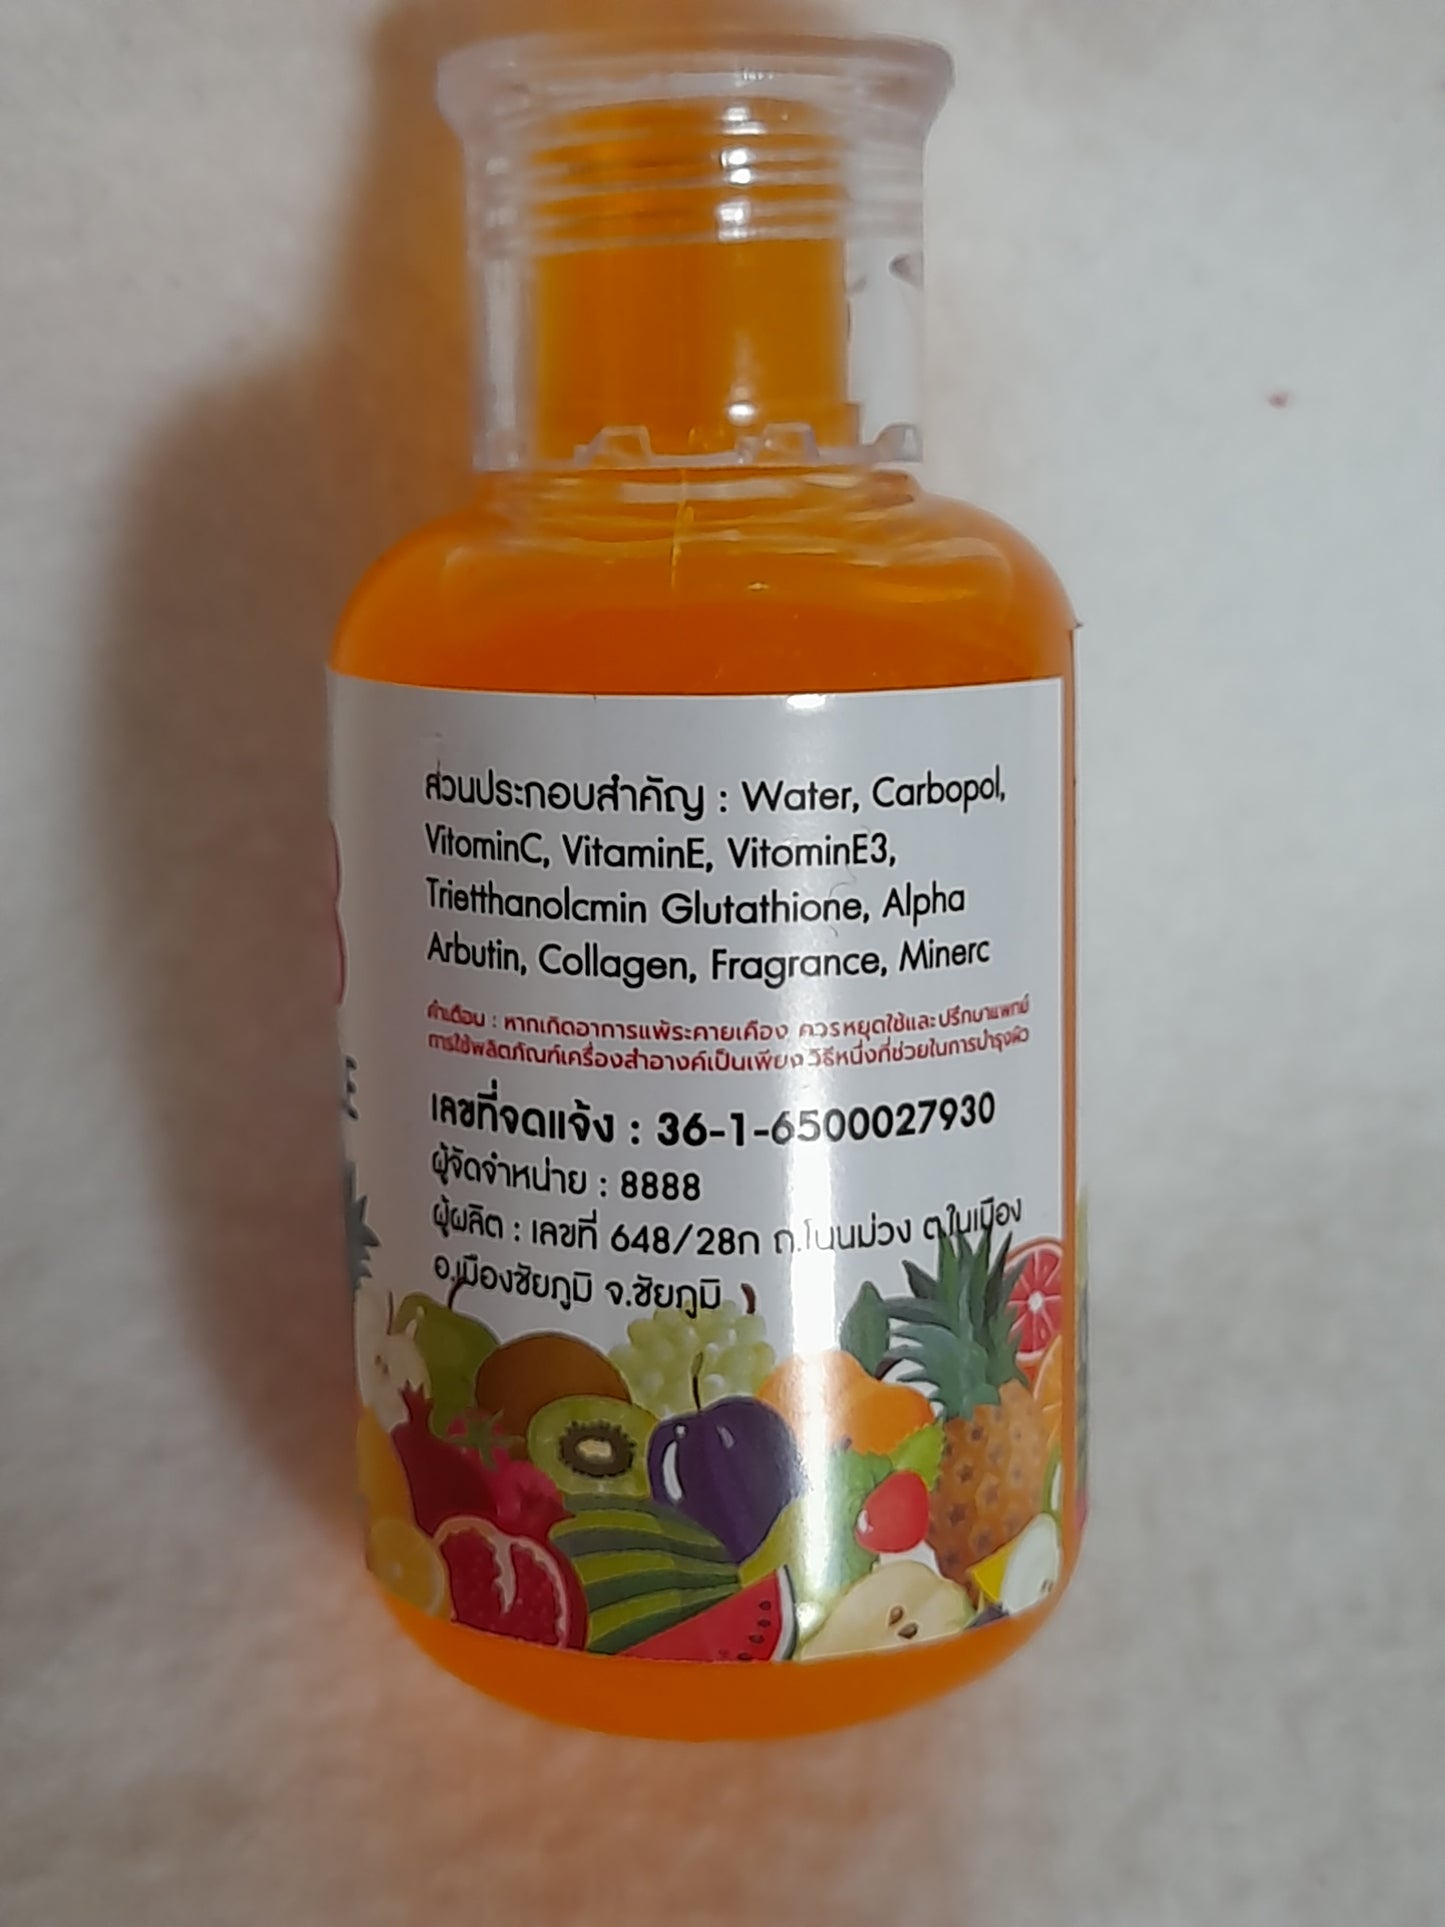 ส่วนประกอบสำคัญ : Water, Carbopol,
VitominC, VitaminE, VitominE3,
Trietthanolcmin Glutathione, Alpha
Arbutin, Collagen, Fragrance, Minerc
คำเตือน : หากเกิดอาการแพ้ระคายเคือง ควรหยุดใช้และปรึกษาแพทย์
การใช้ผลิตภัณฑ์เครื่องสำอางค์เป็นเพียง วิธีหนึ่งที่ช่วยในการบำรุงผิว
เลขที่จดแจ้ง : 36-1-6500027930
ผู้จัดจำหน่าย : 8888
ผู้ผลิต : เลขที่ 648/28ก ถ.โนนม่วง ต.ในเมือง
อ.เมืองชัยภูมิ จ.ชัยภูมิ